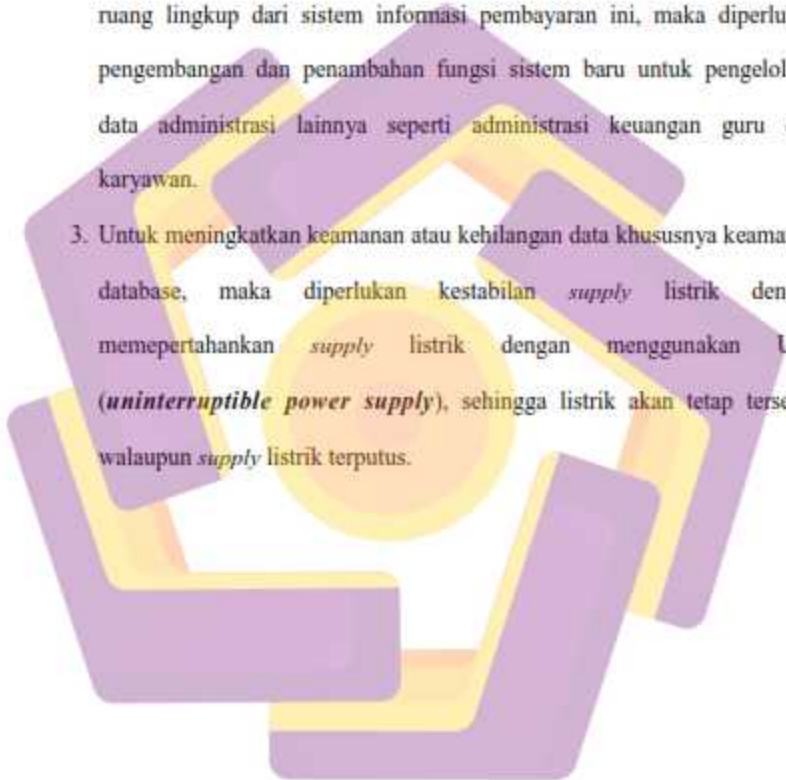 ruang lingkup dari sistem informasi pembayaran ini, maka diperlu
pengembangan dan penambahan fungsi sistem baru untuk pengelol
data administrasi lainnya seperti administrasi keuangan guru
karyawan.
3. Untuk meningkatkan keamanan atau kehilangan data khususnya keama
database, maka diperlukan kestabilan supply listrik den
memepertahankan supply listrik dengan menggunakan U
(uninterruptible power supply), sehingga listrik akan tetap terse
walaupun supply listrik terputus.